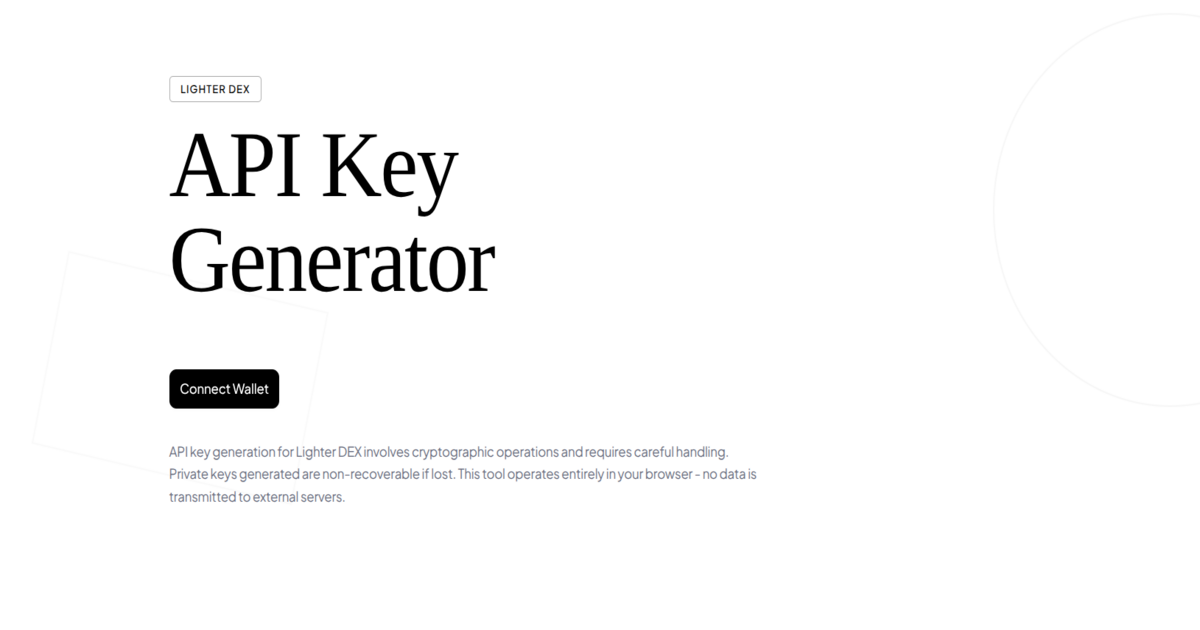 LIGHTER DEX
API Key
Generator
Connect Wallet
API key generation for Lighter DEX involves cryptographic operations and requires careful handling.
Private keys generated are non-recoverable if lost. This tool operates entirely in your browser - no data is
transmitted to external servers.